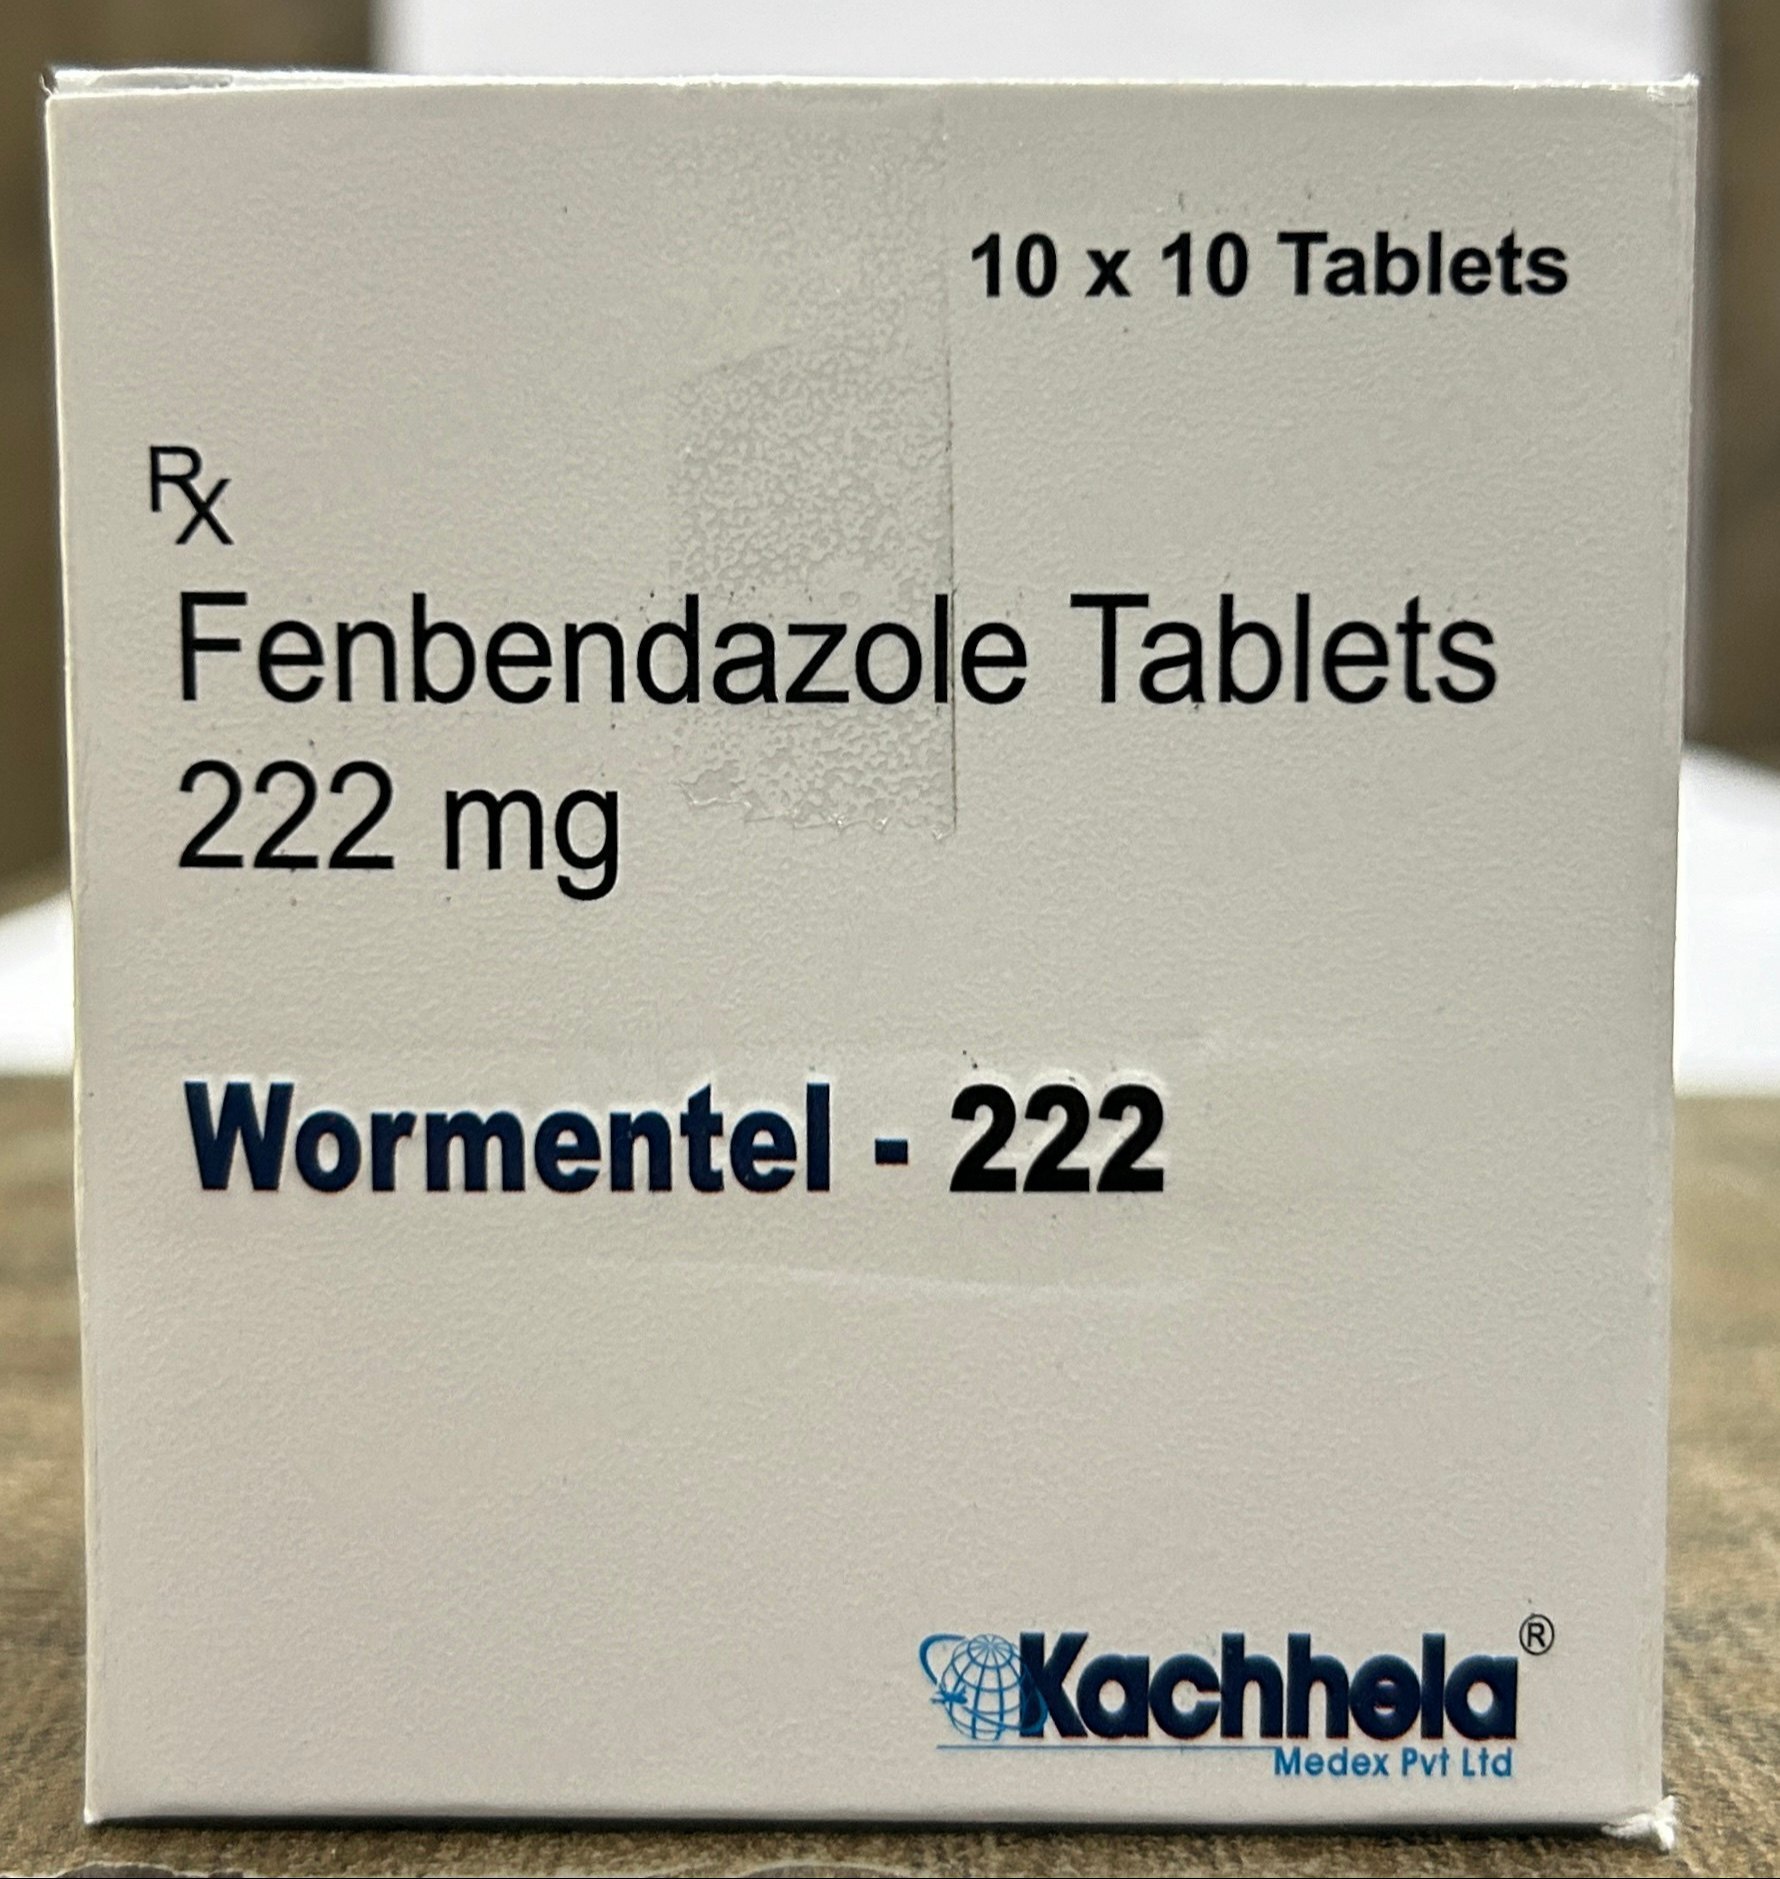 10 x 10 Tablets
Rx
Fenbendazole Tablets
222 mg
Wormentel - 222
Kachhela®
Medex Pvt Ltd